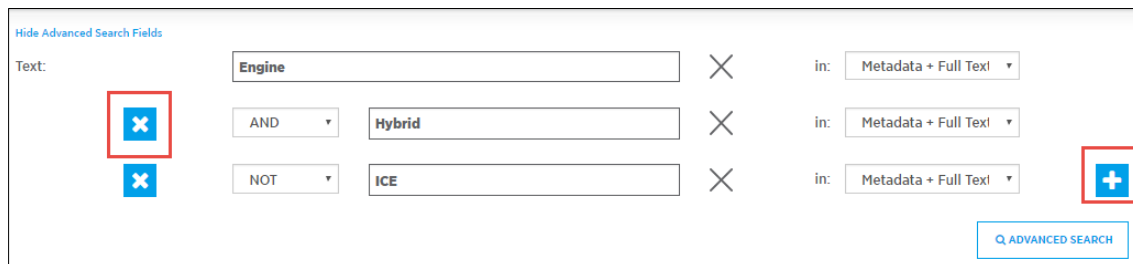 Hide Advanced Search Fields
Text: Engine in: Metadata + Full Text
AND Hybrid in: Metadata + Full Text
NOT ICE in: Metadata + Full Text
ADVANCED SEARCH